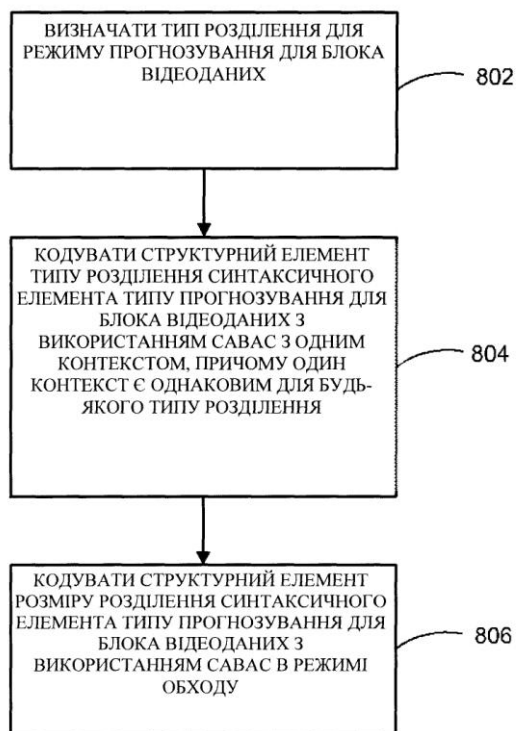 ВИЗНАЧАТИ ТИП РОЗДІЛЕННЯ ДЛЯ
РЕЖИМУ ПРОГНОЗУВАННЯ ДЛЯ БЛОКА
ВІДЕОДАНИХ
802
КОДУВАТИ СТРУКТУРНИЙ ЕЛЕМЕНТ
ТИПУ РОЗДІЛЕННЯ СИНТАКСИЧНОГО
ЕЛЕМЕНТА ТИПУ ПРОГНОЗУВАННЯ ДЛЯ
БЛОКА ВІДЕОДАНИХ З
ВИКОРИСТАННЯМ САВАС З ОДНИМ
КОНТЕКСТОМ, ПРИЧОМУ ОДИН
КОНТЕКСТ Є ОДНАКОВИМ ДЛЯ БУДЬ-
ЯКОГО ТИПУ РОЗДІЛЕННЯ
804
КОДУВАТИ СТРУКТУРНИЙ ЕЛЕМЕНТ
РОЗМІРУ РОЗДІЛЕННЯ СИНТАКСИЧНОГО
ЕЛЕМЕНТА ТИПУ ПРОГНОЗУВАННЯ ДЛЯ
БЛОКА ВІДЕОДАНИХ З
ВИКОРИСТАННЯМ САВАС В РЕЖИМІ
ОБХОДУ
806